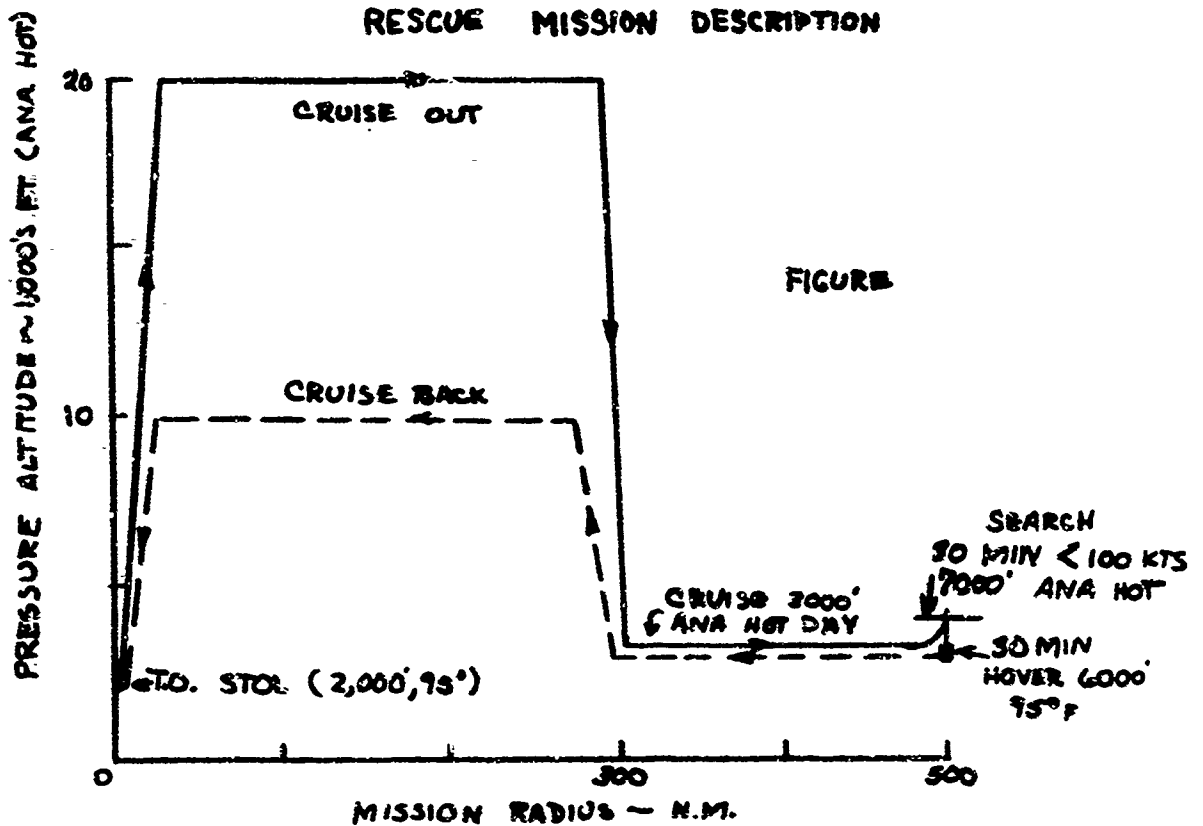 RESCUE MISSION DESCRIPTION
PRESSURE ALTITUDE ~ 1,000'S FT (ANA HOT)
20
CRUISE OUT
FIGURE
CRUISE BACK
10
SEARCH
30 MIN < 100 KTS
7000' ANA HOT
CRUISE 3000'
ANA HOT DAY
30 MIN
HOVER 6000'
95° F
T.O. STOL (2,000', 95°)
0
300
500
MISSION RADIUS ~ N.M.